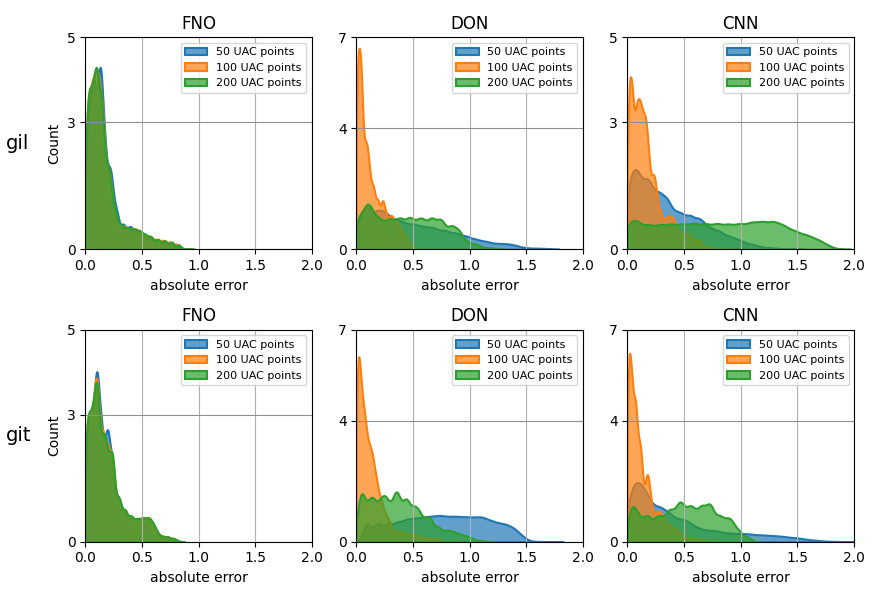 FNO
5
3
0
Count
gil
0.0 0.5 1.0 1.5 2.0
absolute error
50 UAC points
100 UAC points
200 UAC points
DON
7
4
0
0.0 0.5 1.0 1.5 2.0
absolute error
50 UAC points
100 UAC points
200 UAC points
CNN
5
3
0
0.0 0.5 1.0 1.5 2.0
absolute error
50 UAC points
100 UAC points
200 UAC points
FNO
5
3
0
Count
git
0.0 0.5 1.0 1.5 2.0
absolute error
50 UAC points
100 UAC points
200 UAC points
DON
7
4
0
0.0 0.5 1.0 1.5 2.0
absolute error
50 UAC points
100 UAC points
200 UAC points
CNN
7
4
0
0.0 0.5 1.0 1.5 2.0
absolute error
50 UAC points
100 UAC points
200 UAC points